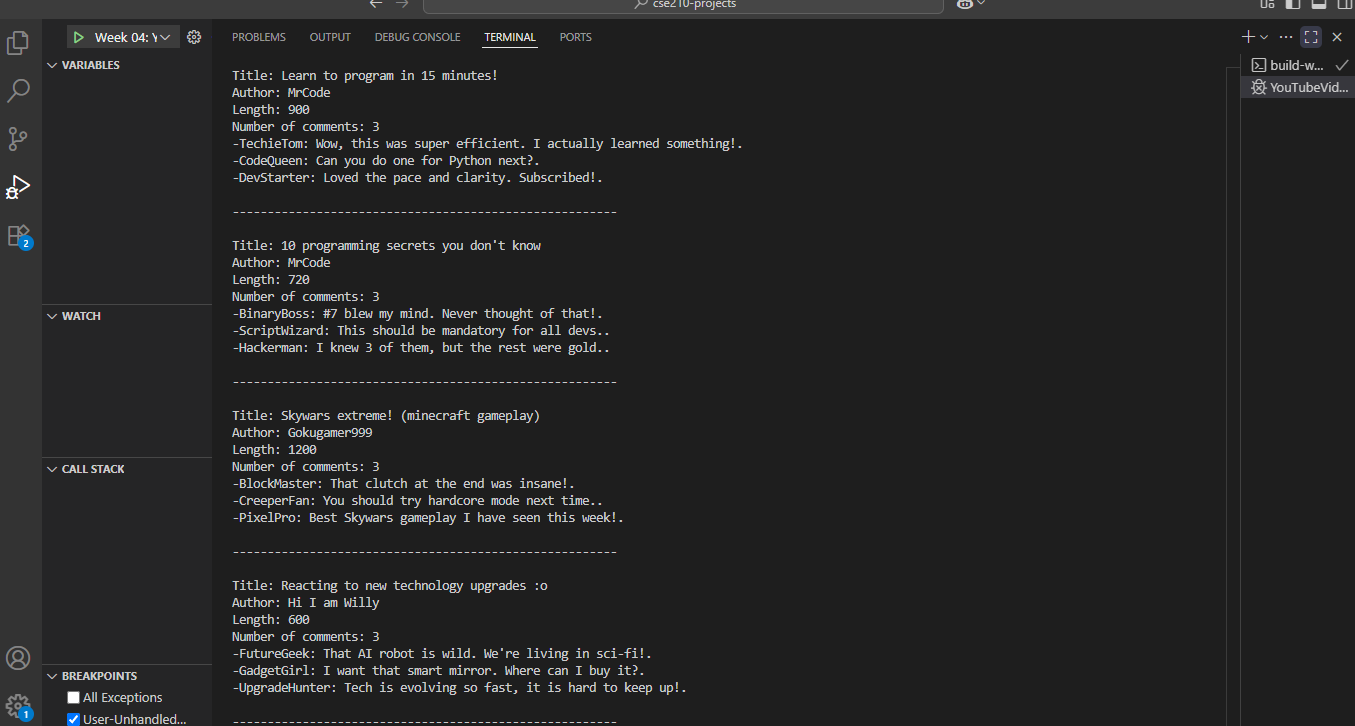 cse210-projects
Week 04: Y
PROBLEMS OUTPUT DEBUG CONSOLE TERMINAL PORTS
VARIABLES
WATCH
CALL STACK
BREAKPOINTS
All Exceptions
User-Unhandled...
2
1
Title: Learn to program in 15 minutes!
Author: MrCode
Length: 900
Number of comments: 3
-TechieTom: Wow, this was super efficient. I actually learned something!.
-CodeQueen: Can you do one for Python next?.
-DevStarter: Loved the pace and clarity. Subscribed!.
-------------------------------------------------------
Title: 10 programming secrets you don't know
Author: MrCode
Length: 720
Number of comments: 3
-BinaryBoss: #7 blew my mind. Never thought of that!.
-ScriptWizard: This should be mandatory for all devs..
-Hackerman: I knew 3 of them, but the rest were gold..
-------------------------------------------------------
Title: Skywars extreme! (minecraft gameplay)
Author: Gokugamer999
Length: 1200
Number of comments: 3
-BlockMaster: That clutch at the end was insane!.
-CreeperFan: You should try hardcore mode next time..
-PixelPro: Best Skywars gameplay I have seen this week!.
-------------------------------------------------------
Title: Reacting to new technology upgrades :o
Author: Hi I am Willy
Length: 600
Number of comments: 3
-FutureGeek: That AI robot is wild. We're living in sci-fi!.
-GadgetGirl: I want that smart mirror. Where can I buy it?.
-UpgradeHunter: Tech is evolving so fast, it is hard to keep up!.
-------------------------------------------------------
build-w...
YouTubeVid...